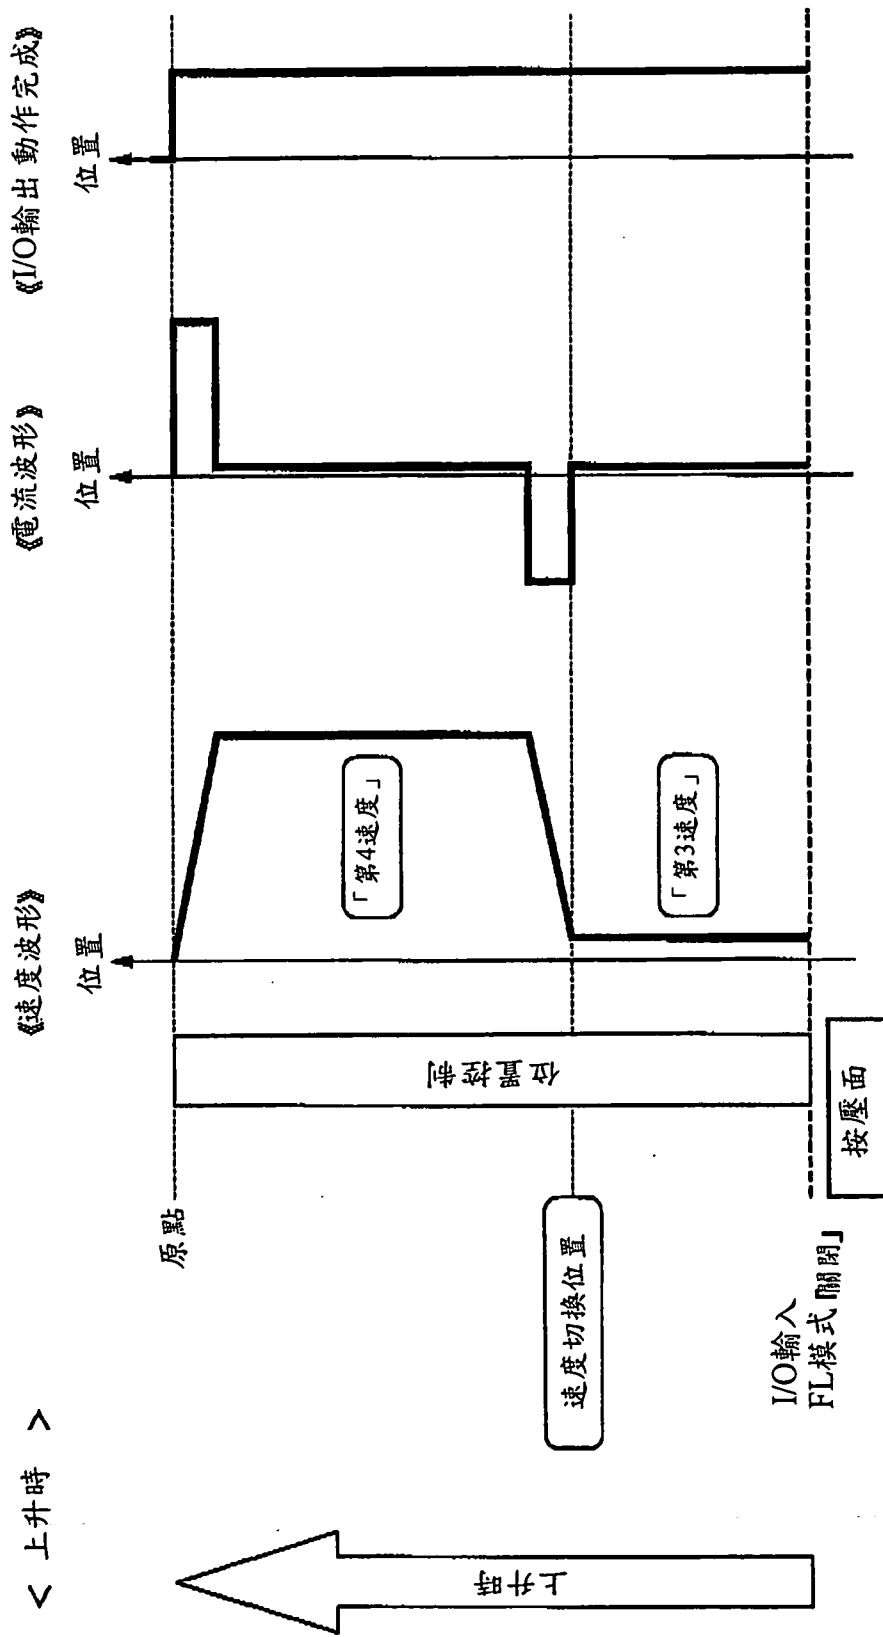 < 上升時 >
《速度波形》
《電流波形》
《I/O輸出 動作完成》
位置
位置
位置
原點
上升時
位置控制
「第4速度」
速度切換位置
「第3速度」
I/O輸入
FL模式『關閉』
按壓面